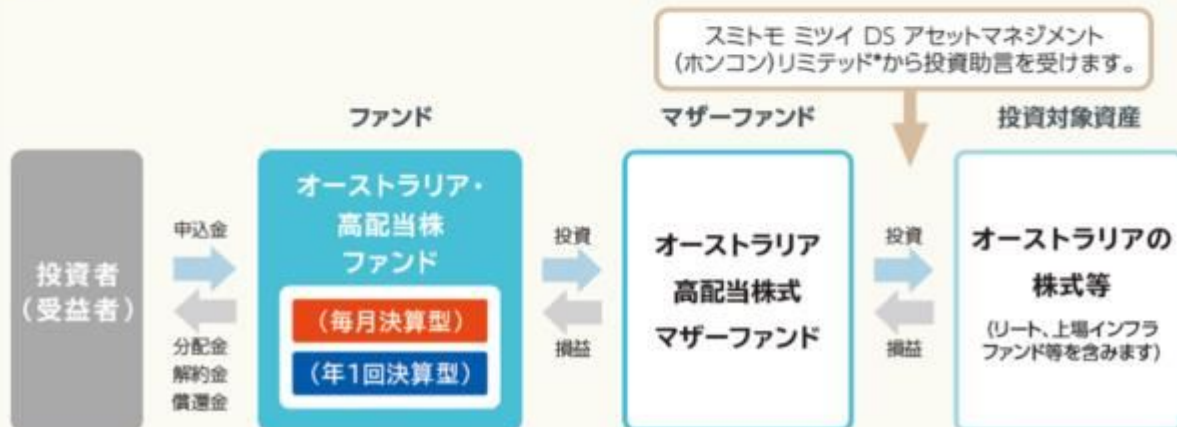 スミトモ ミツイ DS アセットマネジメント
(ホンコン)リミテッド*から投資助言を受けます。
ファンド
マザーファンド
投資対象資産
投資者
(受益者)
申込金
分配金
解約金
償還金
オーストラリア・
高配当株
ファンド
(毎月決算型)
(年1回決算型)
投資
損益
オーストラリア
高配当株式
マザーファンド
投資
損益
オーストラリアの
株式等
(リート、上場インフラ
ファンド等を含みます)